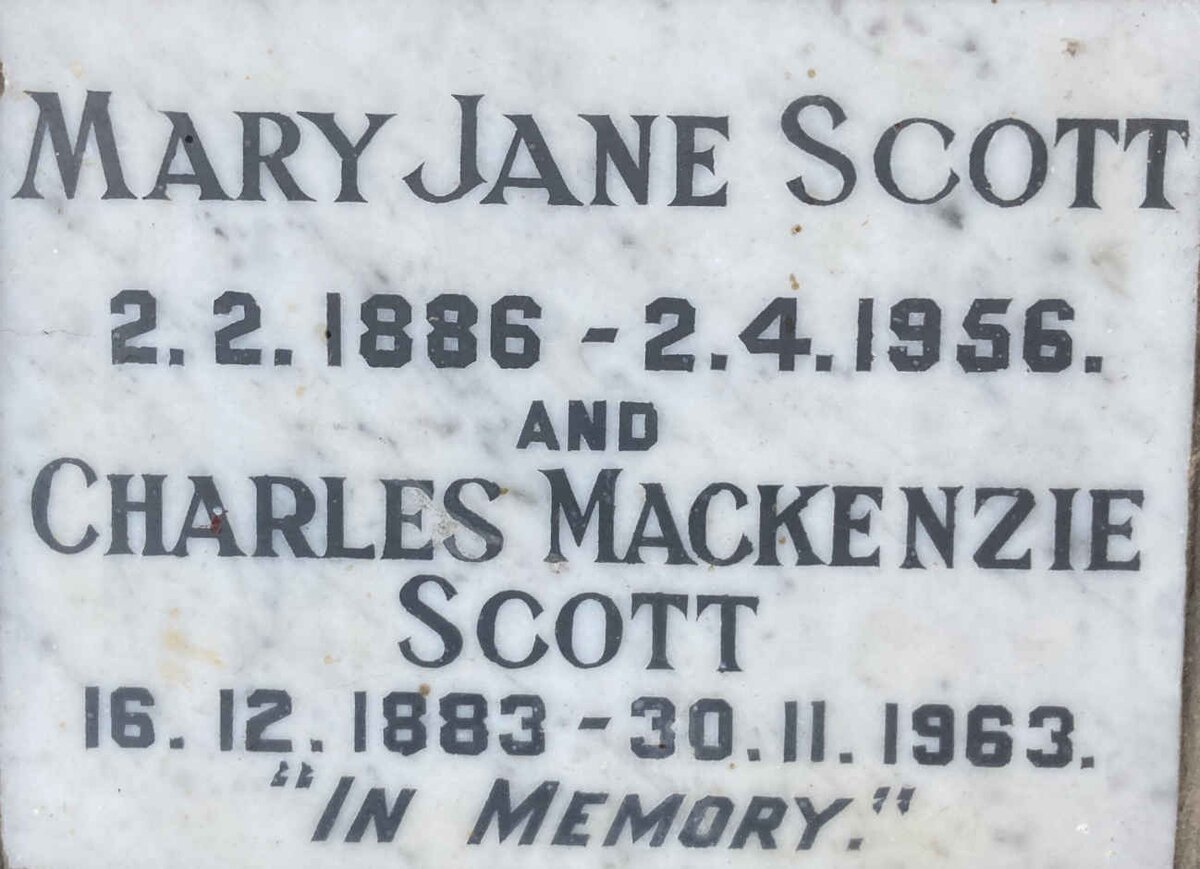 MARY JANE SCOTT
2.2.1886 - 2.4.1956.
AND
CHARLES MACKENZIE
SCOTT
16.12.1883 - 30.11.1963.
"IN MEMORY."